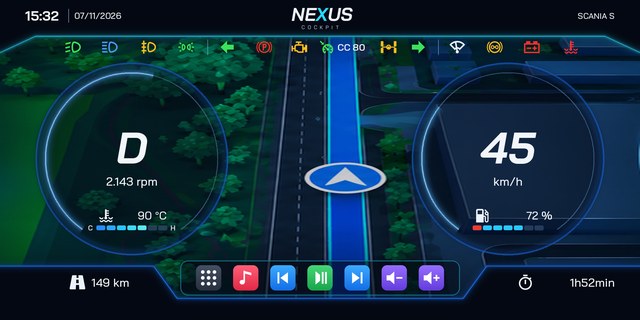 15:32 07/11/2026
NEXUS
COCKPIT
SCANIA S
CC 80
D
2.143 rpm
90 °C
C H
45
km/h
72 %
149 km
1h52min